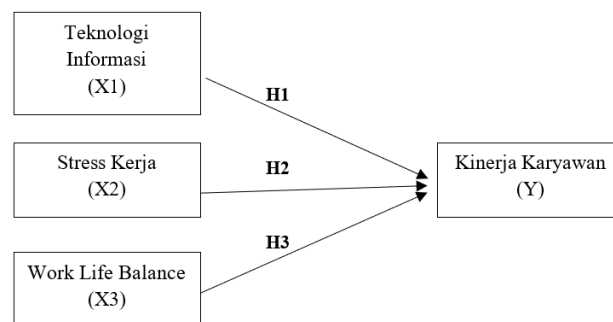 Teknologi
Informasi
(X1)
H1
Stress Kerja
(X2)
H2
Kinerja Karyawan
(Y)
H3
Work Life Balance
(X3)